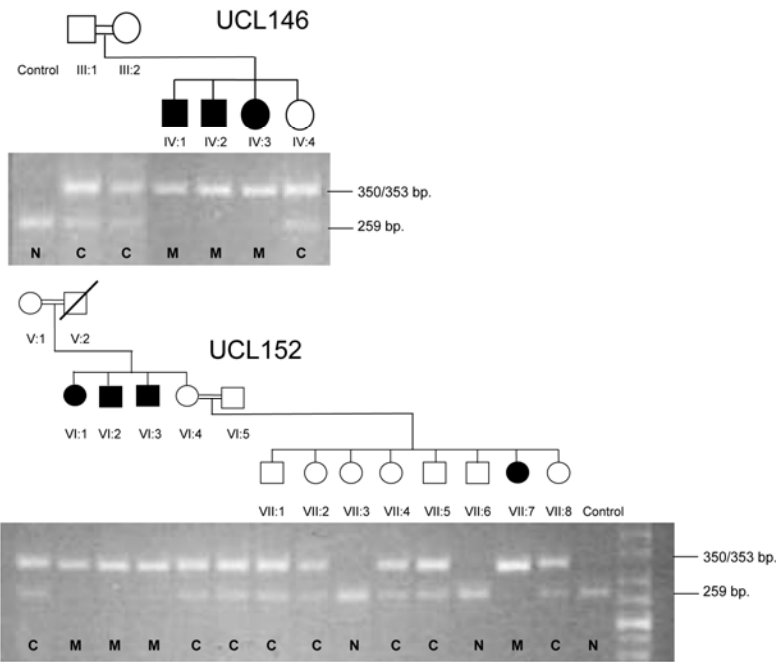 UCL146
Control III:1 III:2
IV:1 IV:2 IV:3 IV:4
350/353 bp.
259 bp.
N C C M M M C
V:1 V:2
UCL152
VI:1 VI:2 VI:3 VI:4 VI:5
VII:1 VII:2 VII:3 VII:4 VII:5 VII:6 VII:7 VII:8 Control
350/353 bp.
259 bp.
C M M M C C C C N C C N M C N